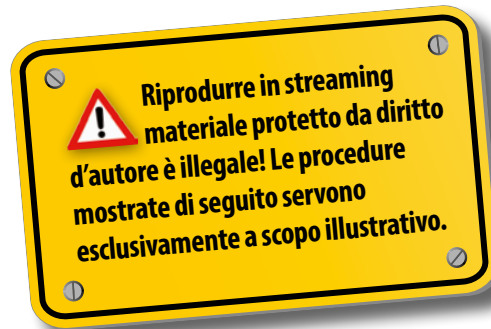 Riprodurre in streaming
materiale protetto da diritto
d'autore è illegale! Le procedure
mostrate di seguito servono
esclusivamente a scopo illustrativo.